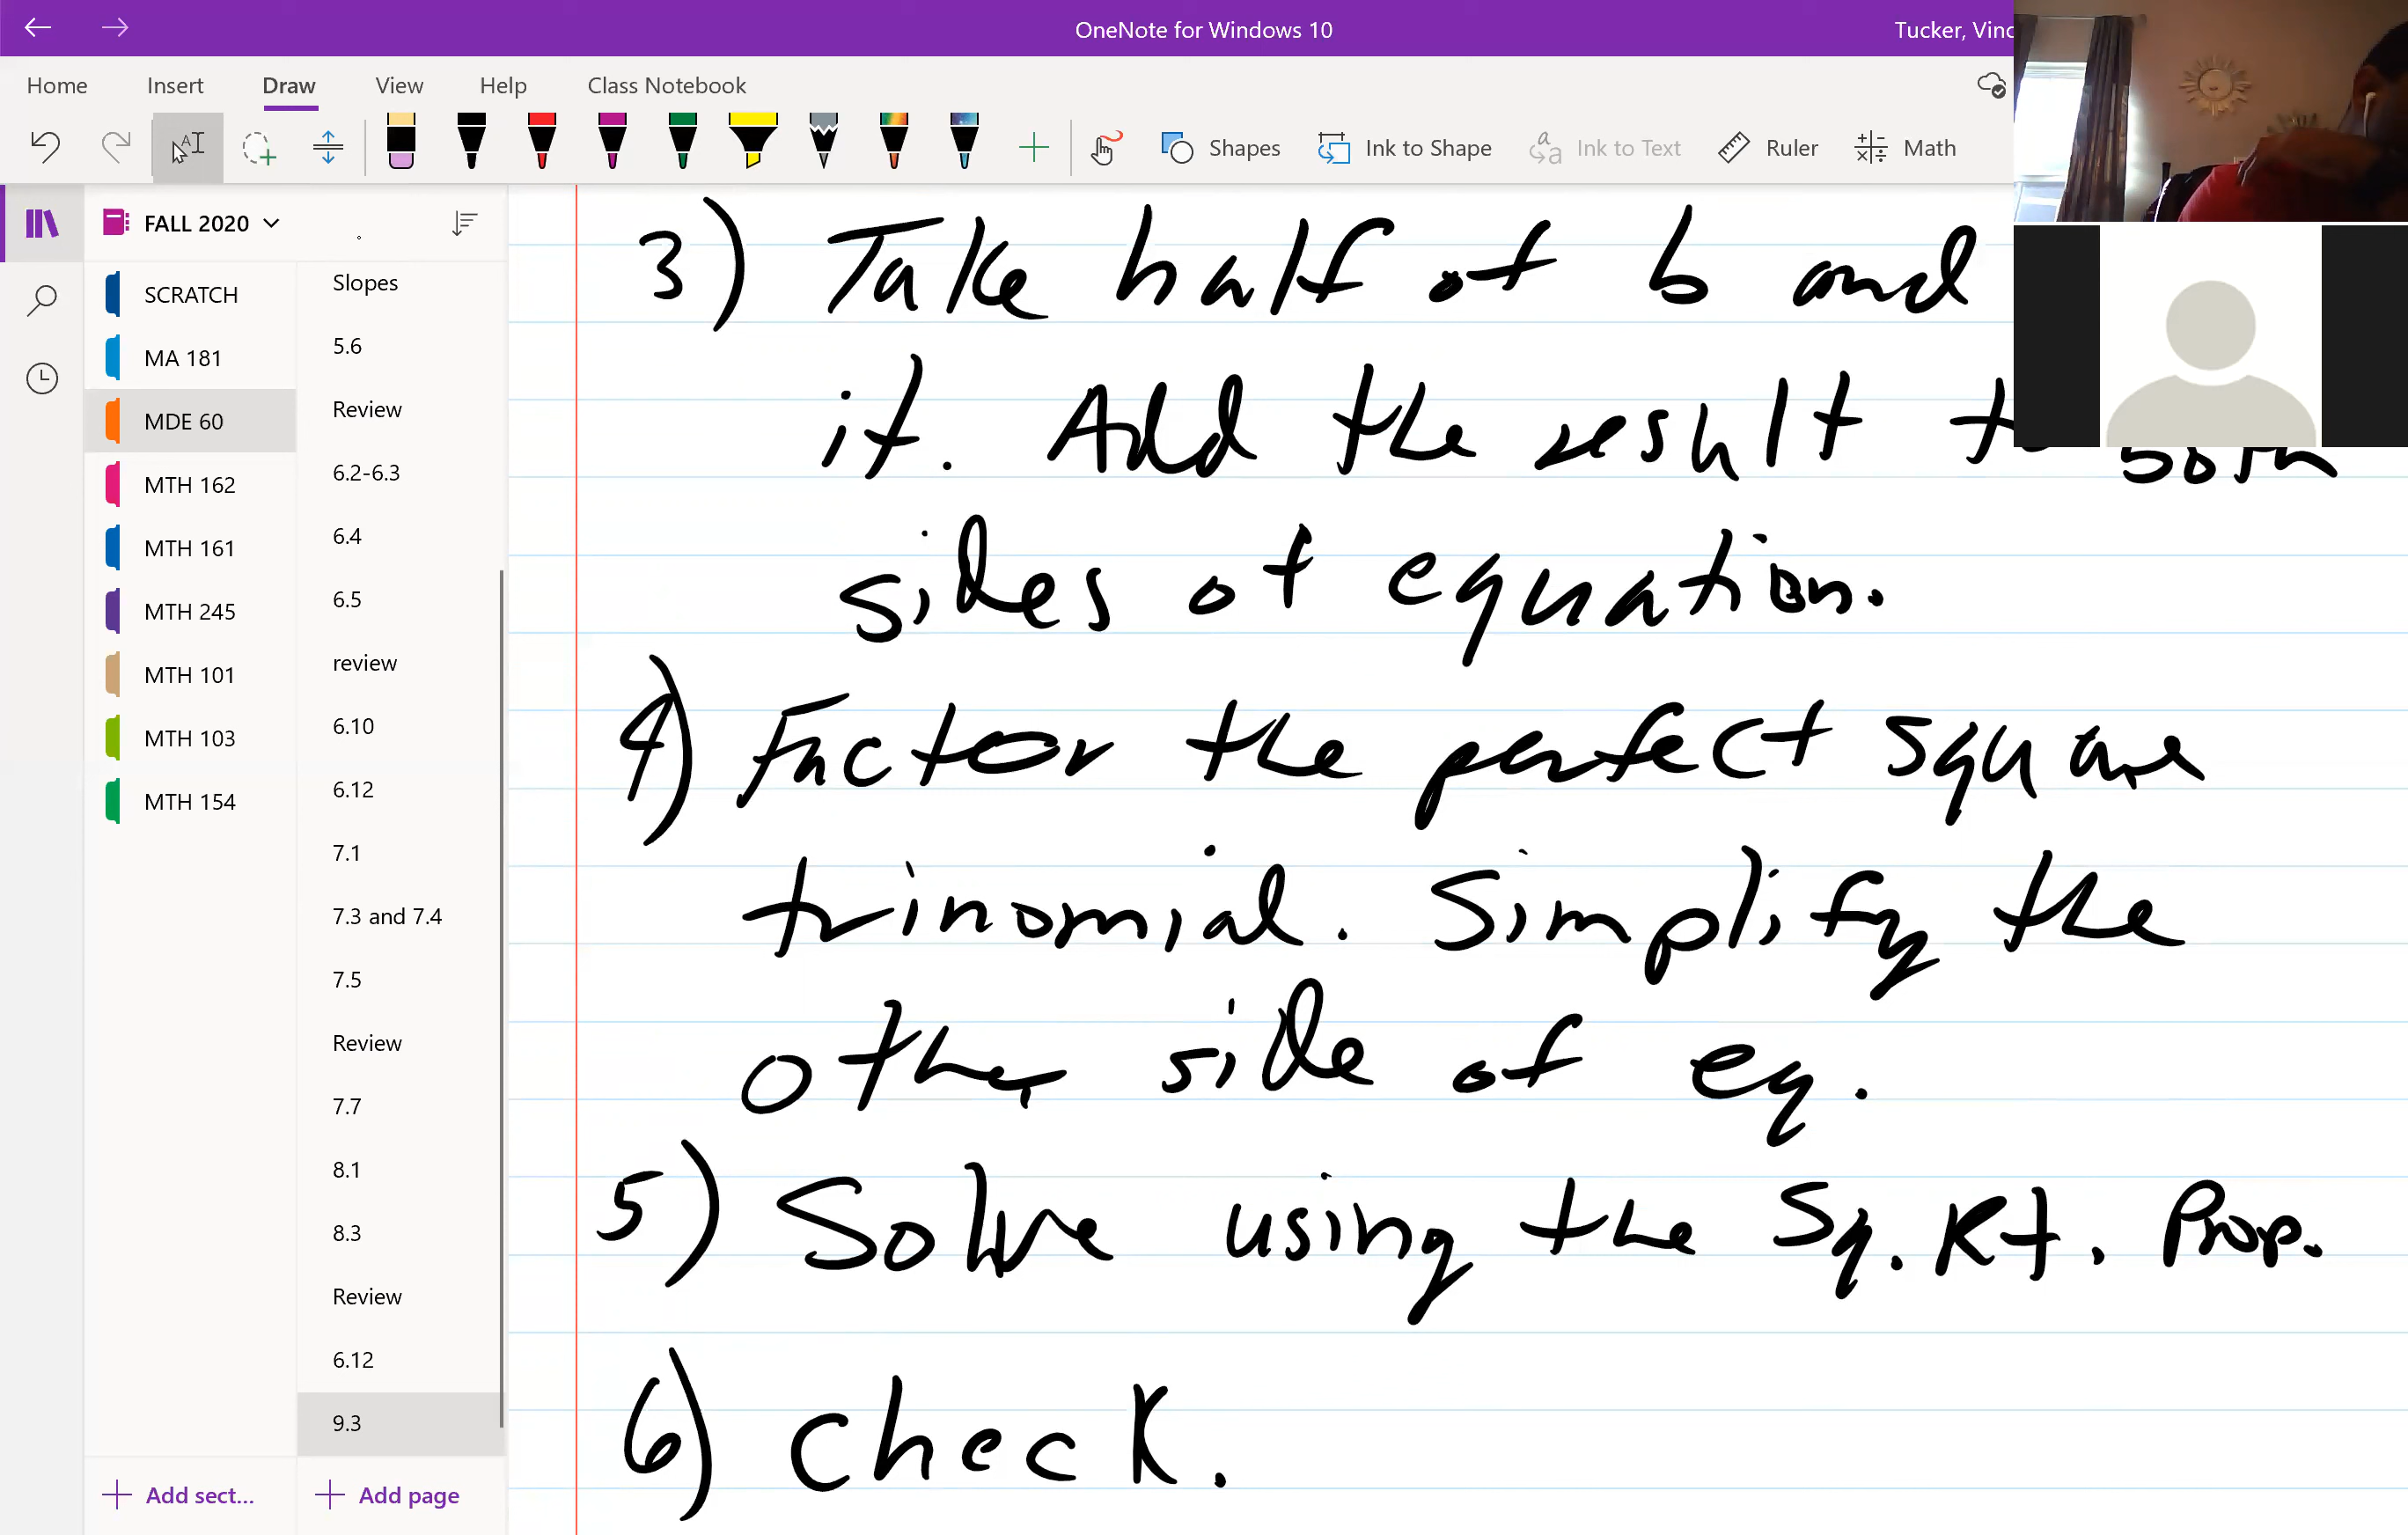 OneNote for Windows 10
Tucker, Vinc
Home Insert Draw View Help Class Notebook
Shapes Ink to Shape Ink to Text Ruler Math
FALL 2020
SCRATCH
MA 181
MDE 60
MTH 162
MTH 161
MTH 245
MTH 101
MTH 103
MTH 154
Add sect...
Slopes
5.6
Review
6.2-6.3
6.4
6.5
review
6.10
6.12
7.1
7.3 and 7.4
7.5
Review
7.7
8.1
8.3
Review
6.12
9.3
Add page
3) Take half of b and
it. Add the result to both
sides of equation.
4) Factor the perfect square
trinomial. Simplify the
other side of eq.
5) Solve using the Sq. Rt. Prop.
6) Check.